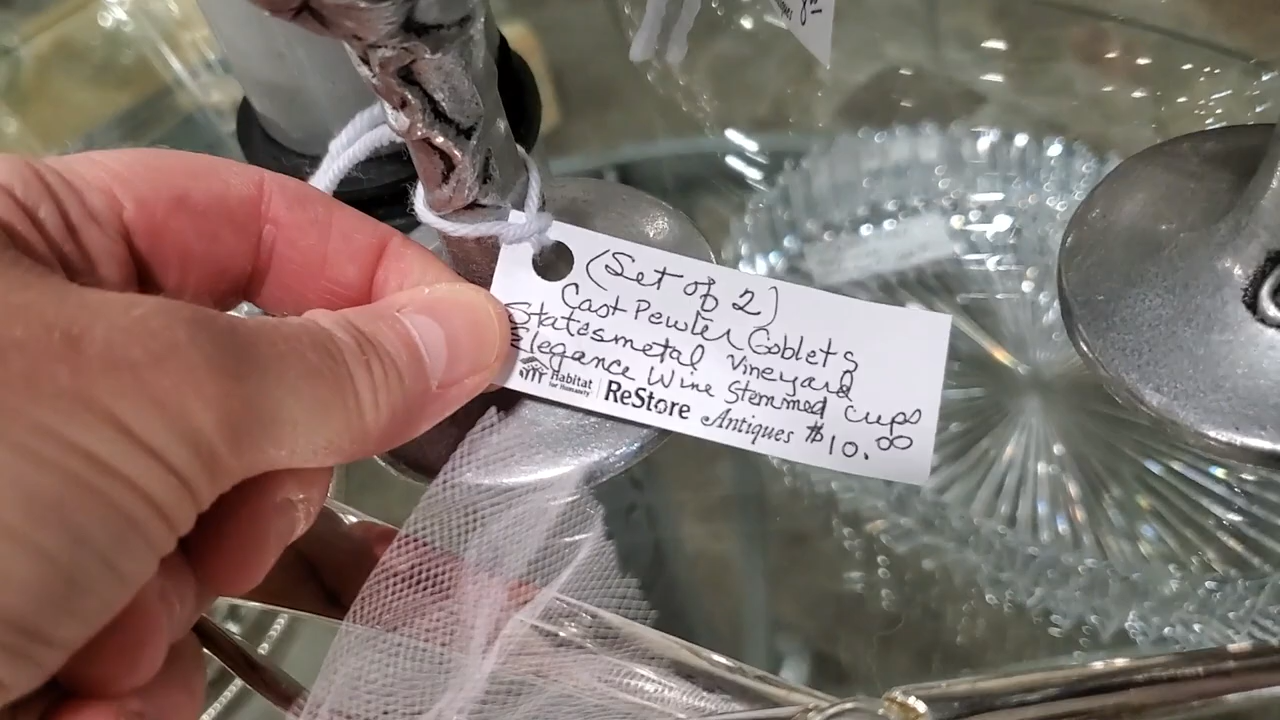 (Set of 2)
Cast Pewter Goblets
Statesmetal Vineyard
Elegance Wine Stemmed Cups
Habitat for Humanity | ReStore Antiques $10.00